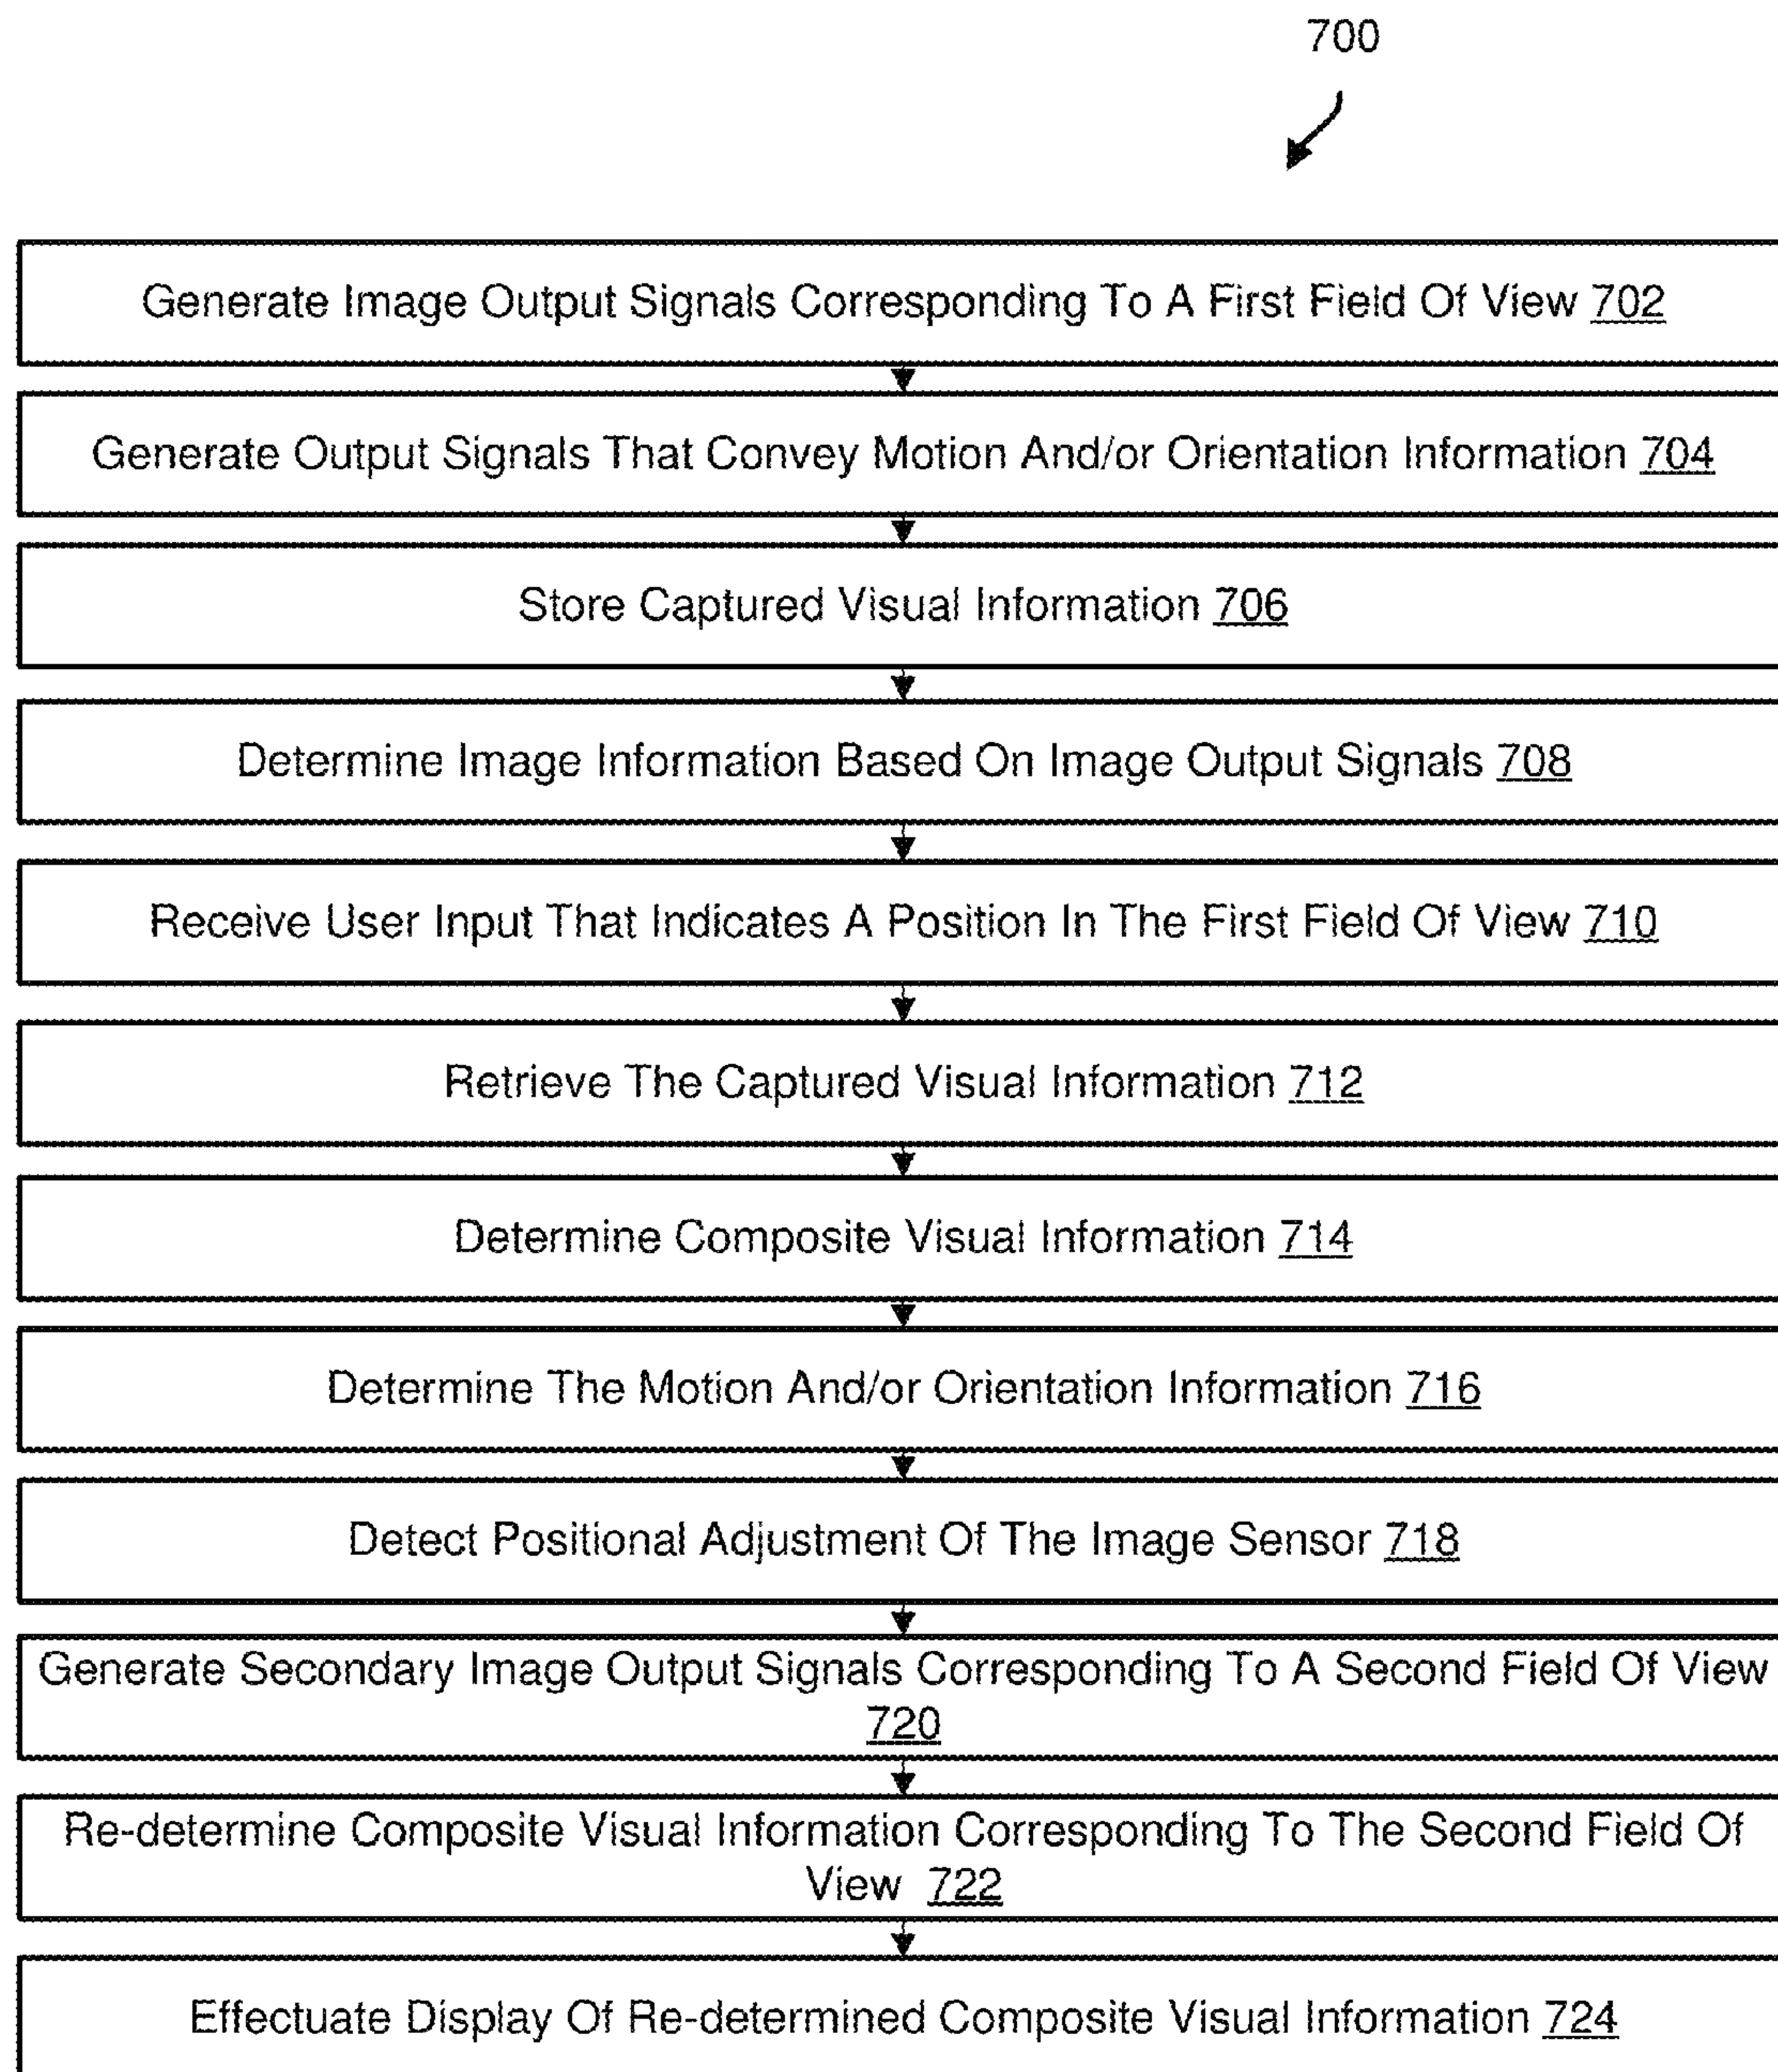 700
Generate Image Output Signals Corresponding To A First Field Of View 702
Generate Output Signals That Convey Motion And/or Orientation Information 704
Store Captured Visual Information 706
Determine Image Information Based On Image Output Signals 708
Receive User Input That Indicates A Position In The First Field Of View 710
Retrieve The Captured Visual Information 712
Determine Composite Visual Information 714
Determine The Motion And/or Orientation Information 716
Detect Positional Adjustment Of The Image Sensor 718
Generate Secondary Image Output Signals Corresponding To A Second Field Of View
720
Re-determine Composite Visual Information Corresponding To The Second Field Of
View 722
Effectuate Display Of Re-determined Composite Visual Information 724